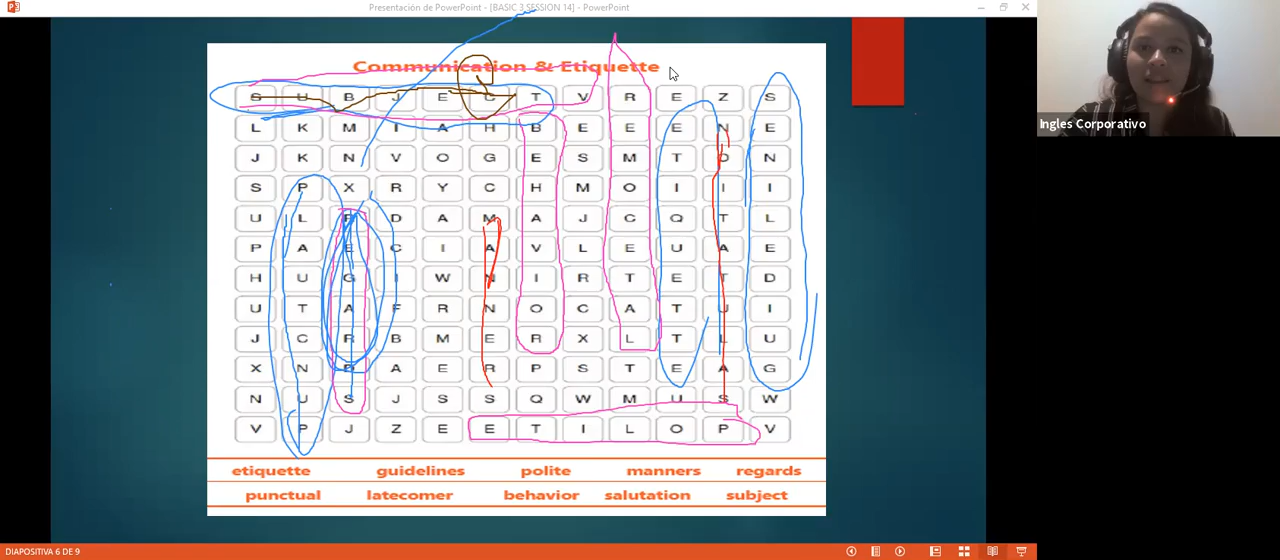 Presentación de PowerPoint - [BASIC 3 SESSION 14] - PowerPoint
Communication & Etiquette
S U B J E C T V R E Z S
L K M I A H B E E E N E
J K N V O G E S M T O N
S P X R Y C H M O I I I
U L R D A M A J C Q T L
P A E C I A V L E U A E
H U G I W N I R T E T D
U T A F R N O C A T U I
J C R B M E R X L T L U
X N D A E R P S T E A G
N U S J S S Q W M U S W
V P J Z E E T I L O P V
etiquette guidelines polite manners regards
punctual latecomer behavior salutation subject
Ingles Corporativo
DIAPOSITIVA 6 DE 9